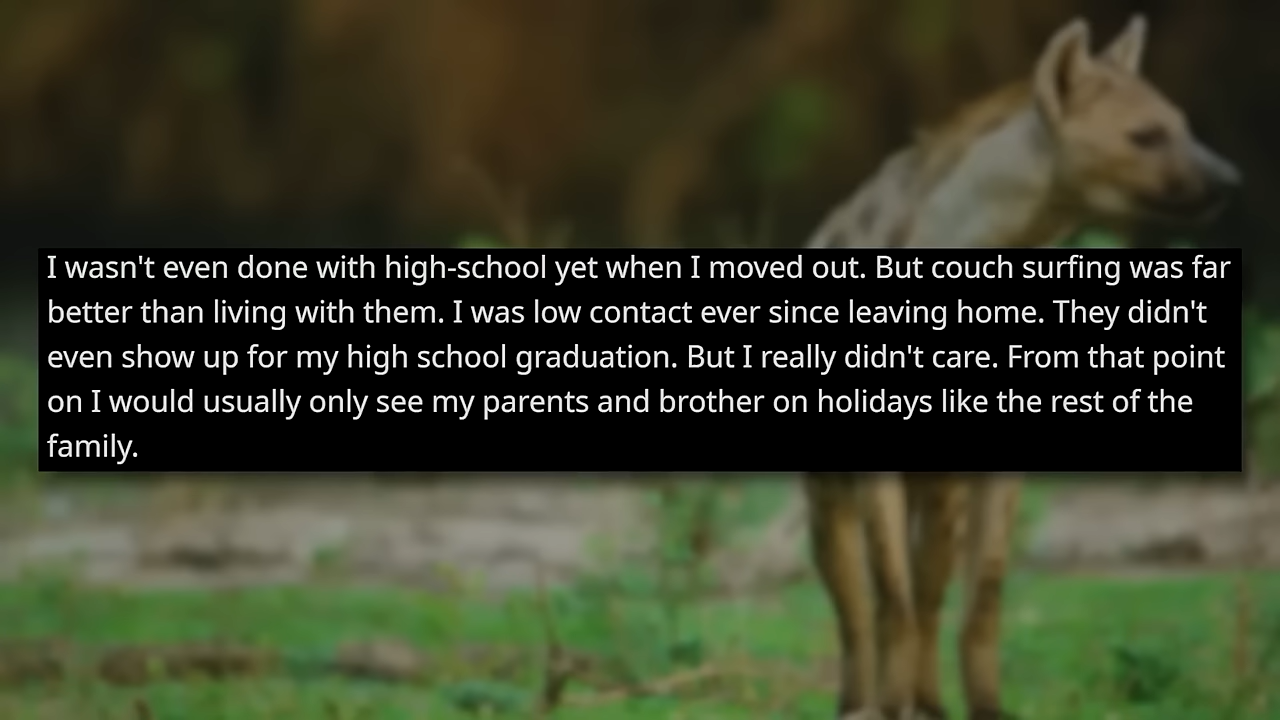 I wasn't even done with high-school yet when I moved out. But couch surfing was far
better than living with them. I was low contact ever since leaving home. They didn't
even show up for my high school graduation. But I really didn't care. From that point
on I would usually only see my parents and brother on holidays like the rest of the
family.